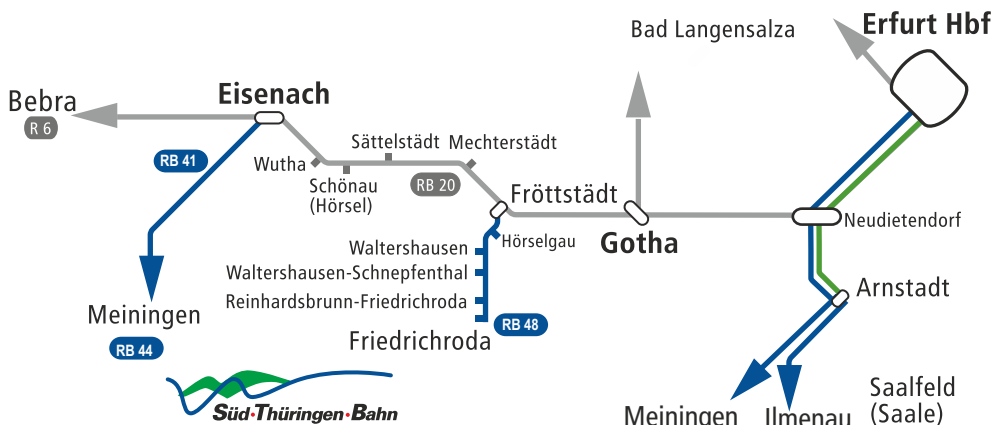 Erfurt Hbf
Bad Langensalza
Bebra
R 6
Eisenach
RB 41
Wutha
Sättelstädt
Mechterstädt
Schönau
(Hörsel)
RB 20
Fröttstädt
Gotha
Neudietendorf
Hörselgau
Waltershausen
Waltershausen-Schnepfenthal
Reinhardsbrunn-Friedrichroda
Friedrichroda
RB 48
Arnstadt
Meiningen
RB 44
Süd·Thüringen·Bahn
Meiningen
Ilmenau
Saalfeld
(Saale)